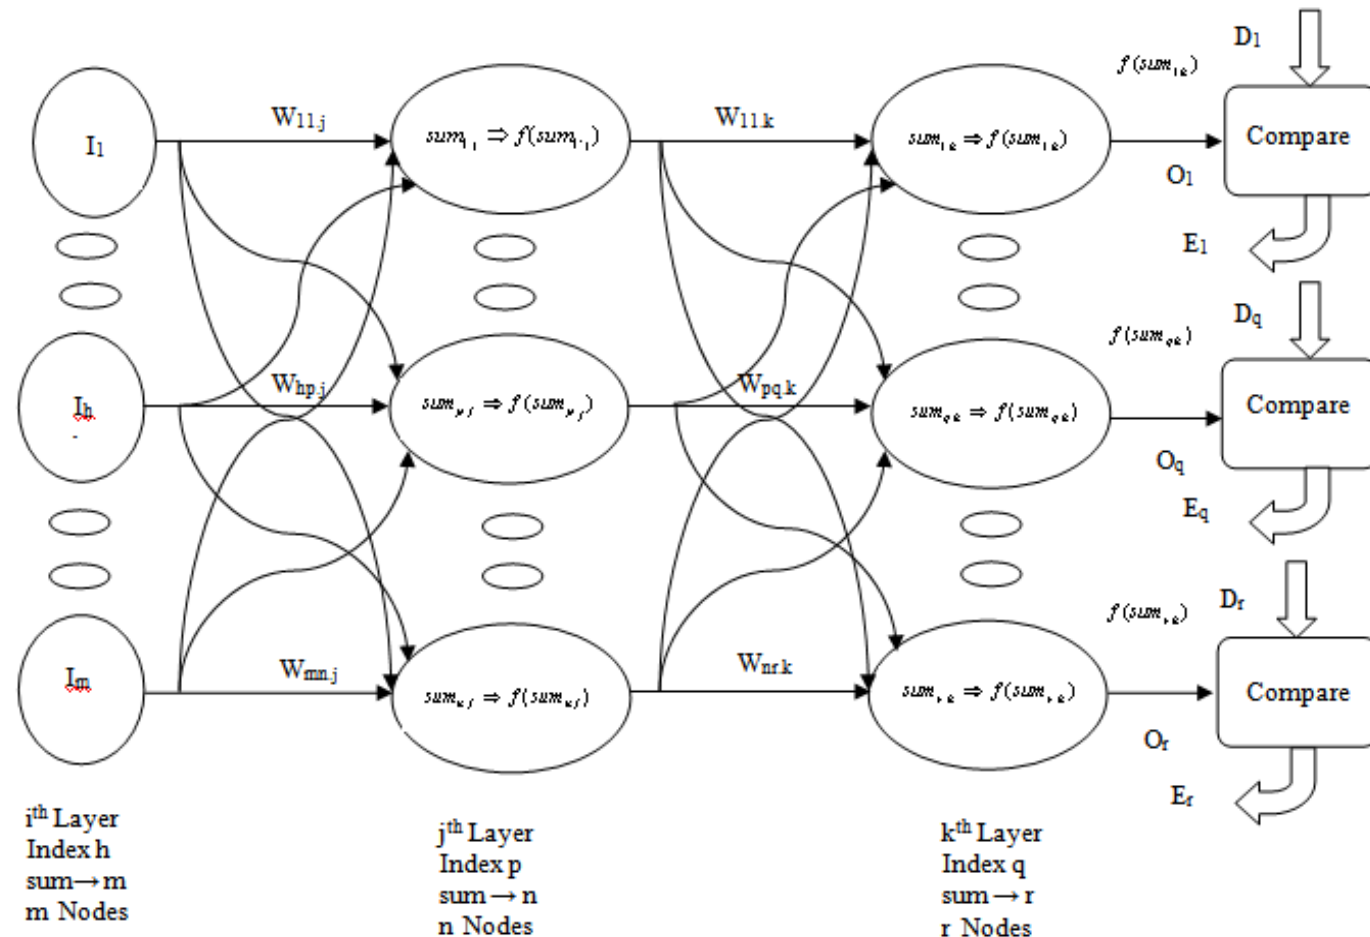 D1
f(sum1k)
W11.j
W11.k
I1
sum1j ⇒ f(sum1j)
sum1k ⇒ f(sum1k)
Compare
O1
E1
Dq
f(sumqk)
Whp.j
Wpq.k
Ih
sumpj ⇒ f(sumpj)
sumqk ⇒ f(sumqk)
Compare
Oq
Eq
Dr
f(sumrk)
Wmn.j
Wnr.k
Im
sumnj ⇒ f(sumnj)
sumrk ⇒ f(sumrk)
Compare
Or
Er
ith Layer
Index h
sum→m
m Nodes
jth Layer
Index p
sum→n
n Nodes
kth Layer
Index q
sum→r
r Nodes